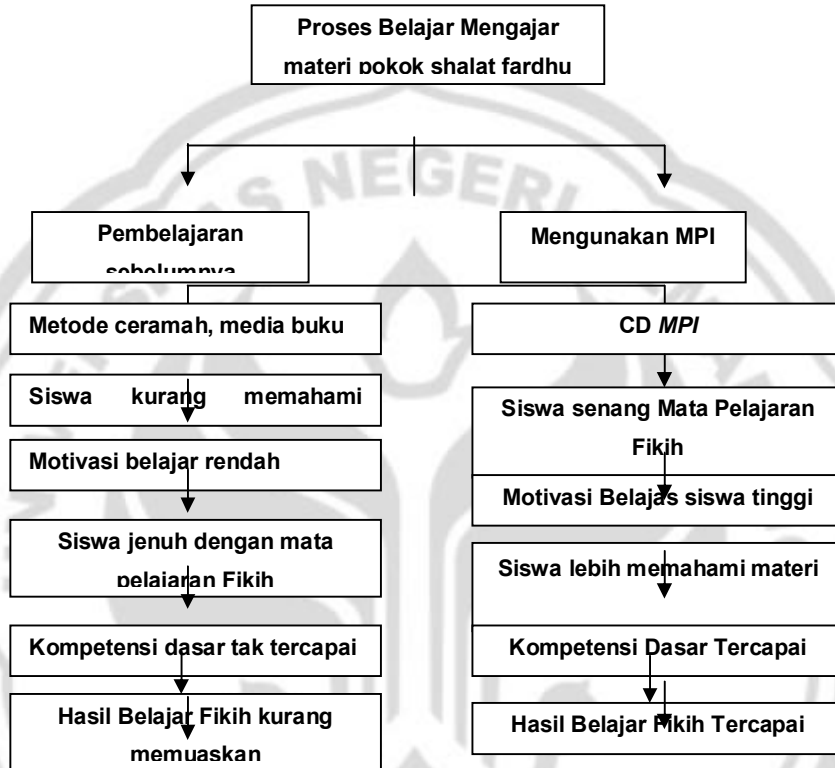 Proses Belajar Mengajar
materi pokok shalat fardhu
Pembelajaran
sebelumnya
Mengunakan MPI
Metode ceramah, media buku
Siswa kurang memahami
Motivasi belajar rendah
Siswa jenuh dengan mata
pelajaran Fikih
Kompetensi dasar tak tercapai
Hasil Belajar Fikih kurang
memuaskan
CD MPI
Siswa senang Mata Pelajaran
Fikih
Motivasi Belajas siswa tinggi
Siswa lebih memahami materi
Kompetensi Dasar Tercapai
Hasil Belajar Fikih Tercapai